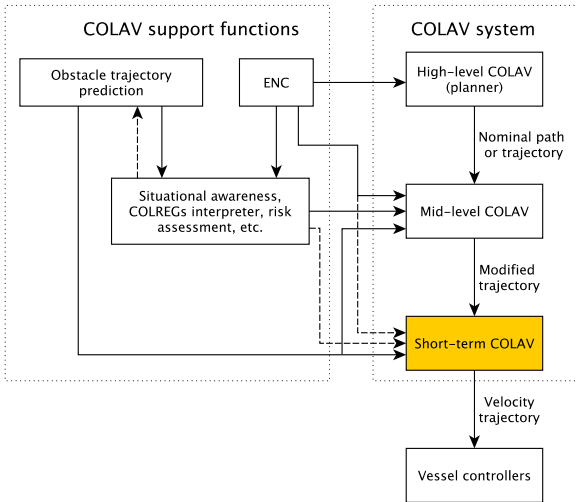 COLAV support functions
COLAV system
Obstacle trajectory
prediction
ENC
High-level COLAV
(planner)
Nominal path
or trajectory
Situational awareness,
COLREGs interpreter, risk
assessment, etc.
Mid-level COLAV
Modified
trajectory
Short-term COLAV
Velocity
trajectory
Vessel controllers